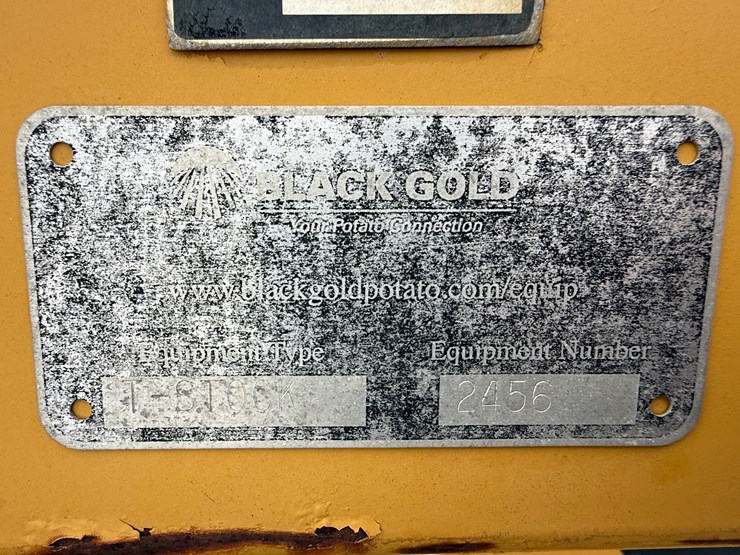 BLACK GOLD
Your Potato Connection
www.blackgoldpotato.com/equip
Equipment Type
Equipment Number
T-STOCK
2456